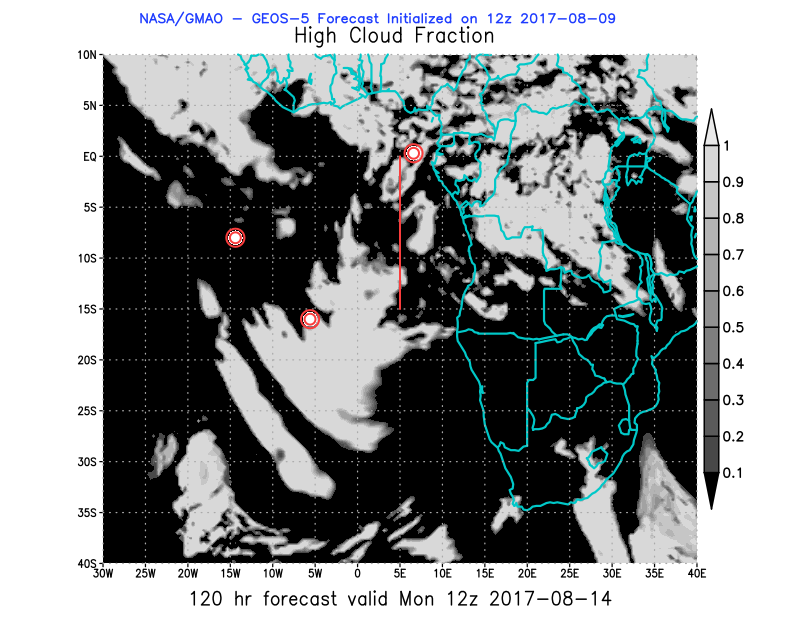 NASA/GMAO - GEOS-5 Forecast Initialized on 12z 2017-08-09
High Cloud Fraction
10N
5N
EQ
5S
10S
15S
20S
25S
30S
35S
40S
30W 25W 20W 15W 10W 5W 0 5E 10E 15E 20E 25E 30E 35E 40E
1
0.9
0.8
0.7
0.6
0.5
0.4
0.3
0.2
0.1
120 hr forecast valid Mon 12z 2017-08-14